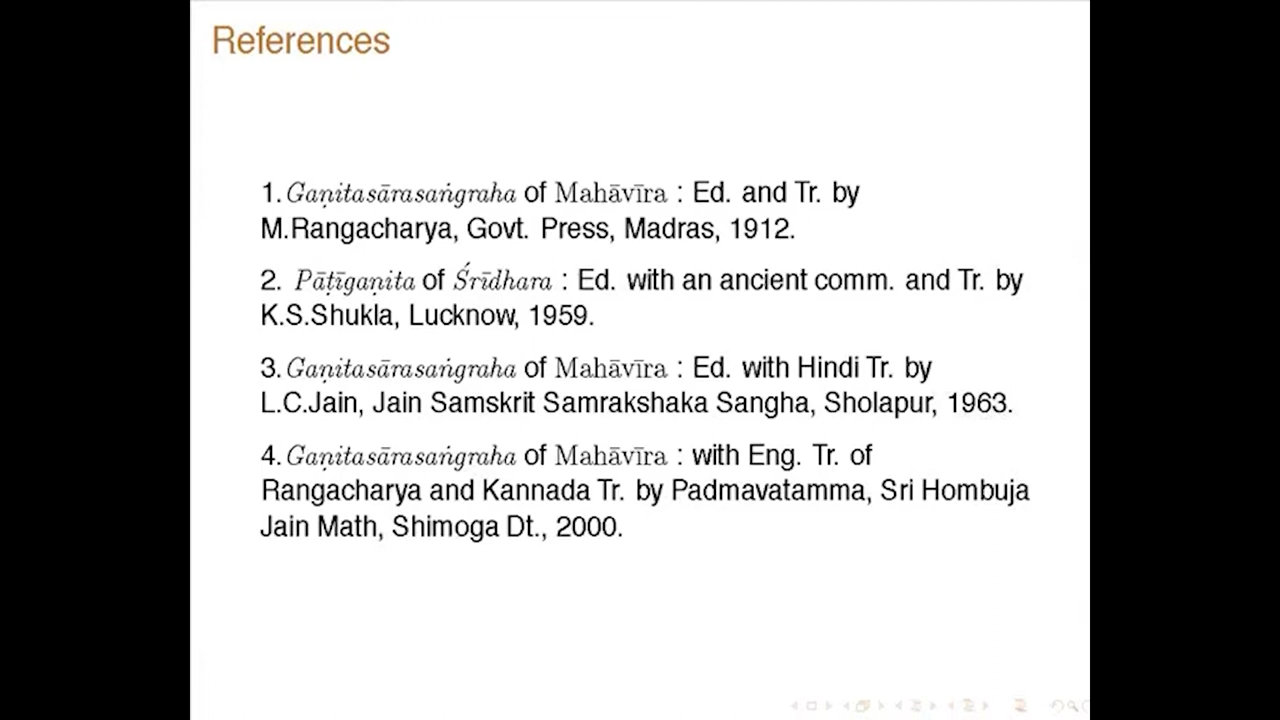 References
1. Gaṇitasārasaṅgraha of Mahāvīra : Ed. and Tr. by
M.Rangacharya, Govt. Press, Madras, 1912.
2. Pāṭīgaṇita of Śrīdhara : Ed. with an ancient comm. and Tr. by
K.S.Shukla, Lucknow, 1959.
3. Gaṇitasārasaṅgraha of Mahāvīra : Ed. with Hindi Tr. by
L.C.Jain, Jain Samskrit Samrakshaka Sangha, Sholapur, 1963.
4. Gaṇitasārasaṅgraha of Mahāvīra : with Eng. Tr. of
Rangacharya and Kannada Tr. by Padmavatamma, Sri Hombuja
Jain Math, Shimoga Dt., 2000.